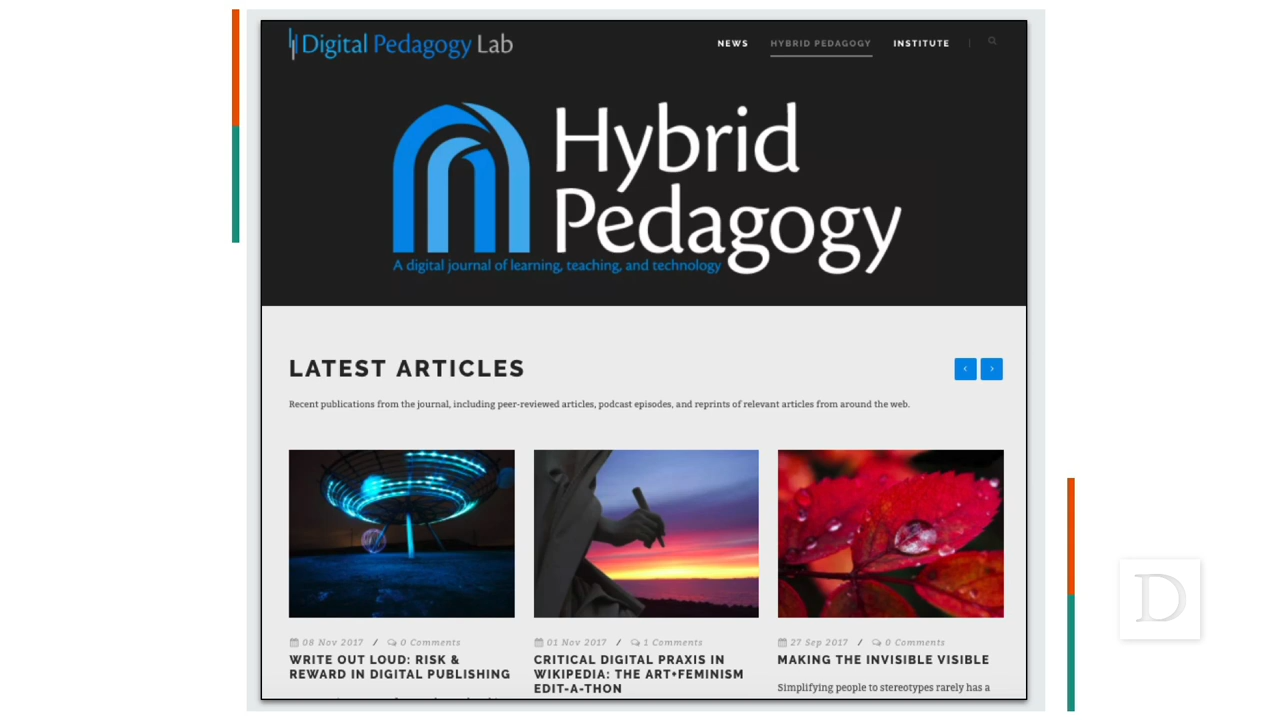 Digital Pedagogy Lab
NEWS HYBRID PEDAGOGY INSTITUTE |
Hybrid
Pedagogy
A digital journal of learning, teaching, and technology
LATEST ARTICLES
‹ ›
Recent publications from the journal, including peer-reviewed articles, podcast episodes, and reprints of relevant articles from around the web.
08 Nov 2017 / 0 Comments
WRITE OUT LOUD: RISK &
REWARD IN DIGITAL PUBLISHING
01 Nov 2017 / 1 Comments
CRITICAL DIGITAL PRAXIS IN
WIKIPEDIA: THE ART+FEMINISM
EDIT-A-THON
27 Sep 2017 / 0 Comments
MAKING THE INVISIBLE VISIBLE
Simplifying people to stereotypes rarely has a
D